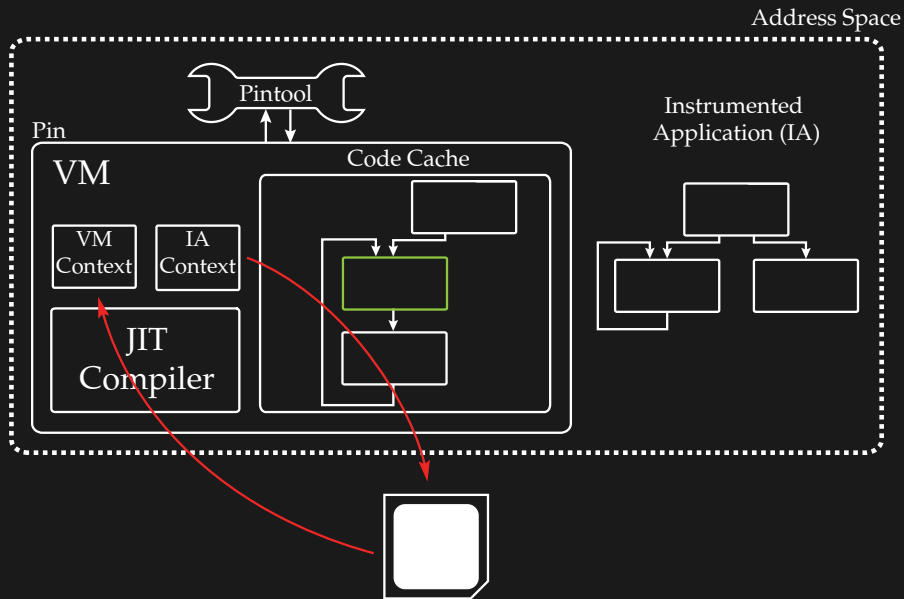 Address Space
Pintool
Instrumented
Application (IA)
Pin
VM
Code Cache
VM
Context
IA
Context
JIT
Compiler